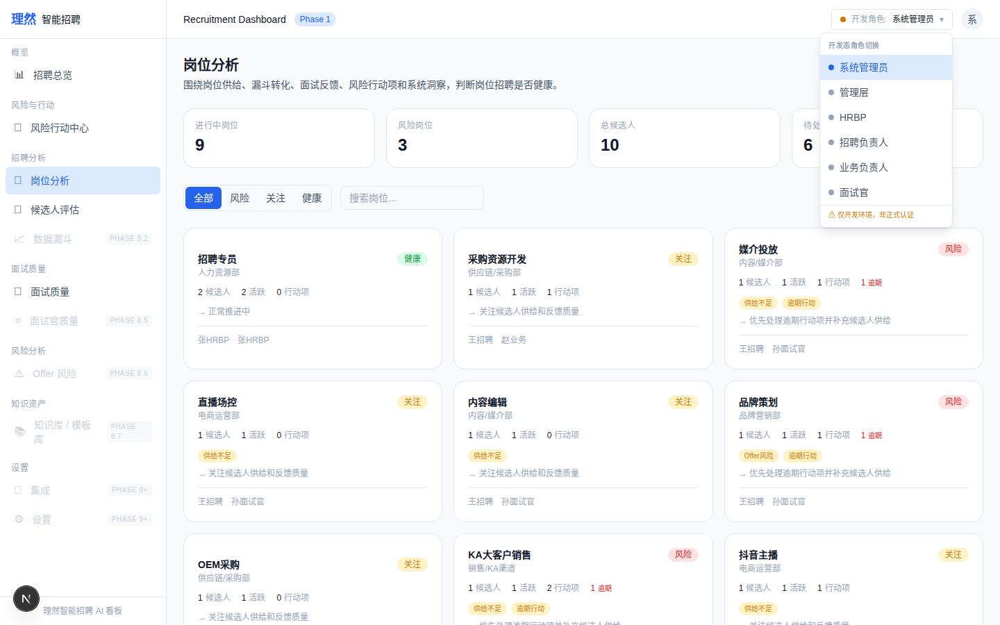 理然 智能招聘
Recruitment Dashboard Phase 1
开发角色: 系统管理员 ▾
系
概览
招聘总览
风险与行动
风险行动中心
招聘分析
岗位分析
候选人评估
数据漏斗 PHASE 8.2
面试质量
面试质量
面试官质量 PHASE 8.5
风险分析
Offer 风险 PHASE 8.6
知识资产
知识库 / 模板库 PHASE 8.7
设置
集成 PHASE 9+
设置 PHASE 9+
理然智能招聘 AI 看板
开发态角色切换
系统管理员
管理层
HRBP
招聘负责人
业务负责人
面试官
⚠ 仅开发环境，非正式认证
岗位分析
围绕岗位供给、漏斗转化、面试反馈、风险行动项和系统洞察，判断岗位招聘是否健康。
进行中岗位
9
风险岗位
3
总候选人
10
待处
6
全部 风险 关注 健康 搜索岗位...
招聘专员 健康
人力资源部
2 候选人 2 活跃 0 行动项
→ 正常推进中
张HRBP 张HRBP
采购资源开发 关注
供应链/采购部
1 候选人 1 活跃 1 行动项
→ 关注候选人供给和反馈质量
王招聘 赵业务
媒介投放 风险
内容/媒介部
1 候选人 1 活跃 1 行动项 1 逾期
供给不足 逾期行动
→ 优先处理逾期行动项并补充候选人供给
王招聘 孙面试官
直播场控 关注
电商运营部
1 候选人 1 活跃 0 行动项
供给不足
→ 关注候选人供给和反馈质量
王招聘 孙面试官
内容编辑 关注
内容/媒介部
1 候选人 1 活跃 0 行动项
供给不足
→ 关注候选人供给和反馈质量
王招聘 孙面试官
品牌策划 风险
品牌营销部
1 候选人 1 活跃 1 行动项 1 逾期
Offer风险 逾期行动
→ 优先处理逾期行动项并补充候选人供给
王招聘 孙面试官
OEM采购 关注
供应链/采购部
1 候选人 1 活跃 0 行动项
→ 关注候选人供给和反馈质量
KA大客户销售 风险
销售/KA渠道
1 候选人 1 活跃 2 行动项 1 逾期
供给不足 逾期行动
→ 优先处理逾期行动项并补充候选人供给
抖音主播 关注
电商运营部
1 候选人 1 活跃 1 行动项
供给不足
→ 关注候选人供给和反馈质量